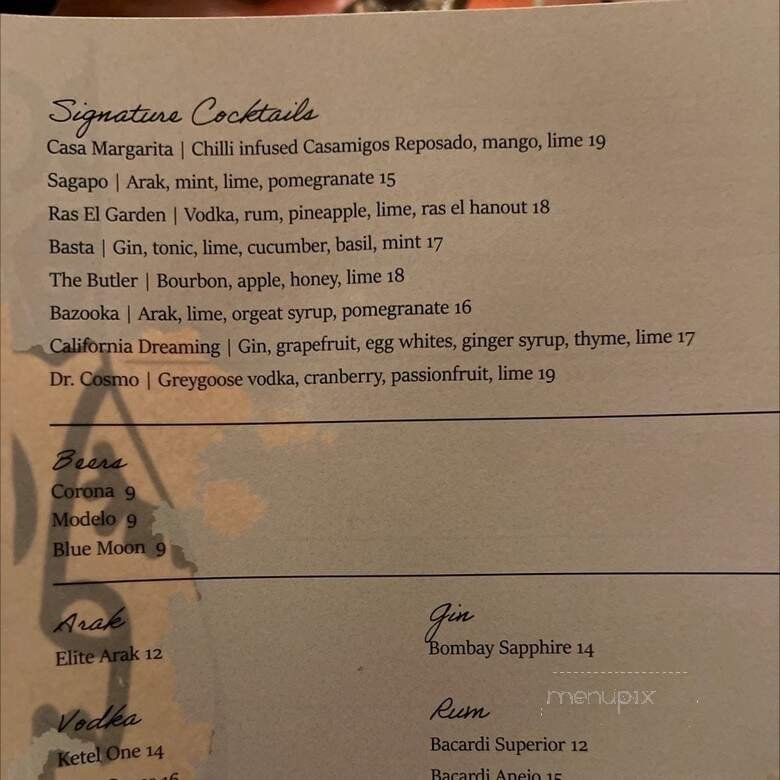 Signature Cocktails
Casa Margarita | Chilli infused Casamigos Reposado, mango, lime 19
Sagapo | Arak, mint, lime, pomegranate 15
Ras El Garden | Vodka, rum, pineapple, lime, ras el hanout 18
Basta | Gin, tonic, lime, cucumber, basil, mint 17
The Butler | Bourbon, apple, honey, lime 18
Bazooka | Arak, lime, orgeat syrup, pomegranate 16
California Dreaming | Gin, grapefruit, egg whites, ginger syrup, thyme, lime 17
Dr. Cosmo | Greygoose vodka, cranberry, passionfruit, lime 19
Beers
Corona 9
Modelo 9
Blue Moon 9
Arak
Elite Arak 12
Gin
Bombay Sapphire 14
menupix
Vodka
Ketel One 14
16
Rum
Bacardi Superior 12
Bacardi Anejo 15